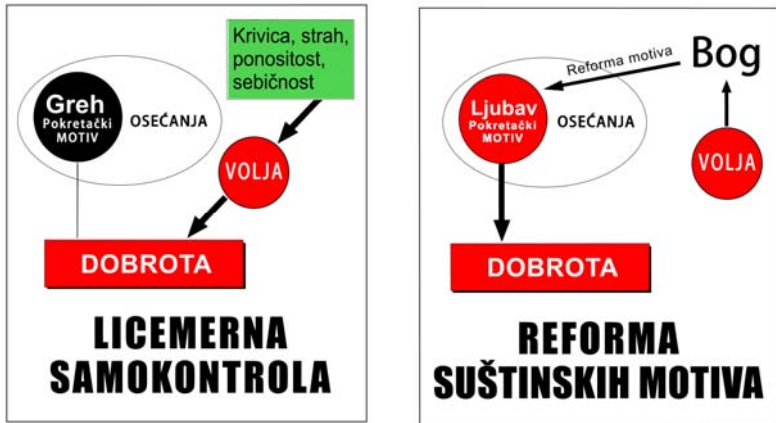 Krivica, strah,
ponositost,
sebičnost
Greh
Pokretački
MOTIV
OSEĆANJA
VOLJA
DOBROTA
LICEMERNA
SAMOKONTROLA
Bog
Reforma motiva
Ljubav
Pokretački
MOTIV
OSEĆANJA
VOLJA
DOBROTA
REFORMA
SUŠTINSKIH MOTIVA